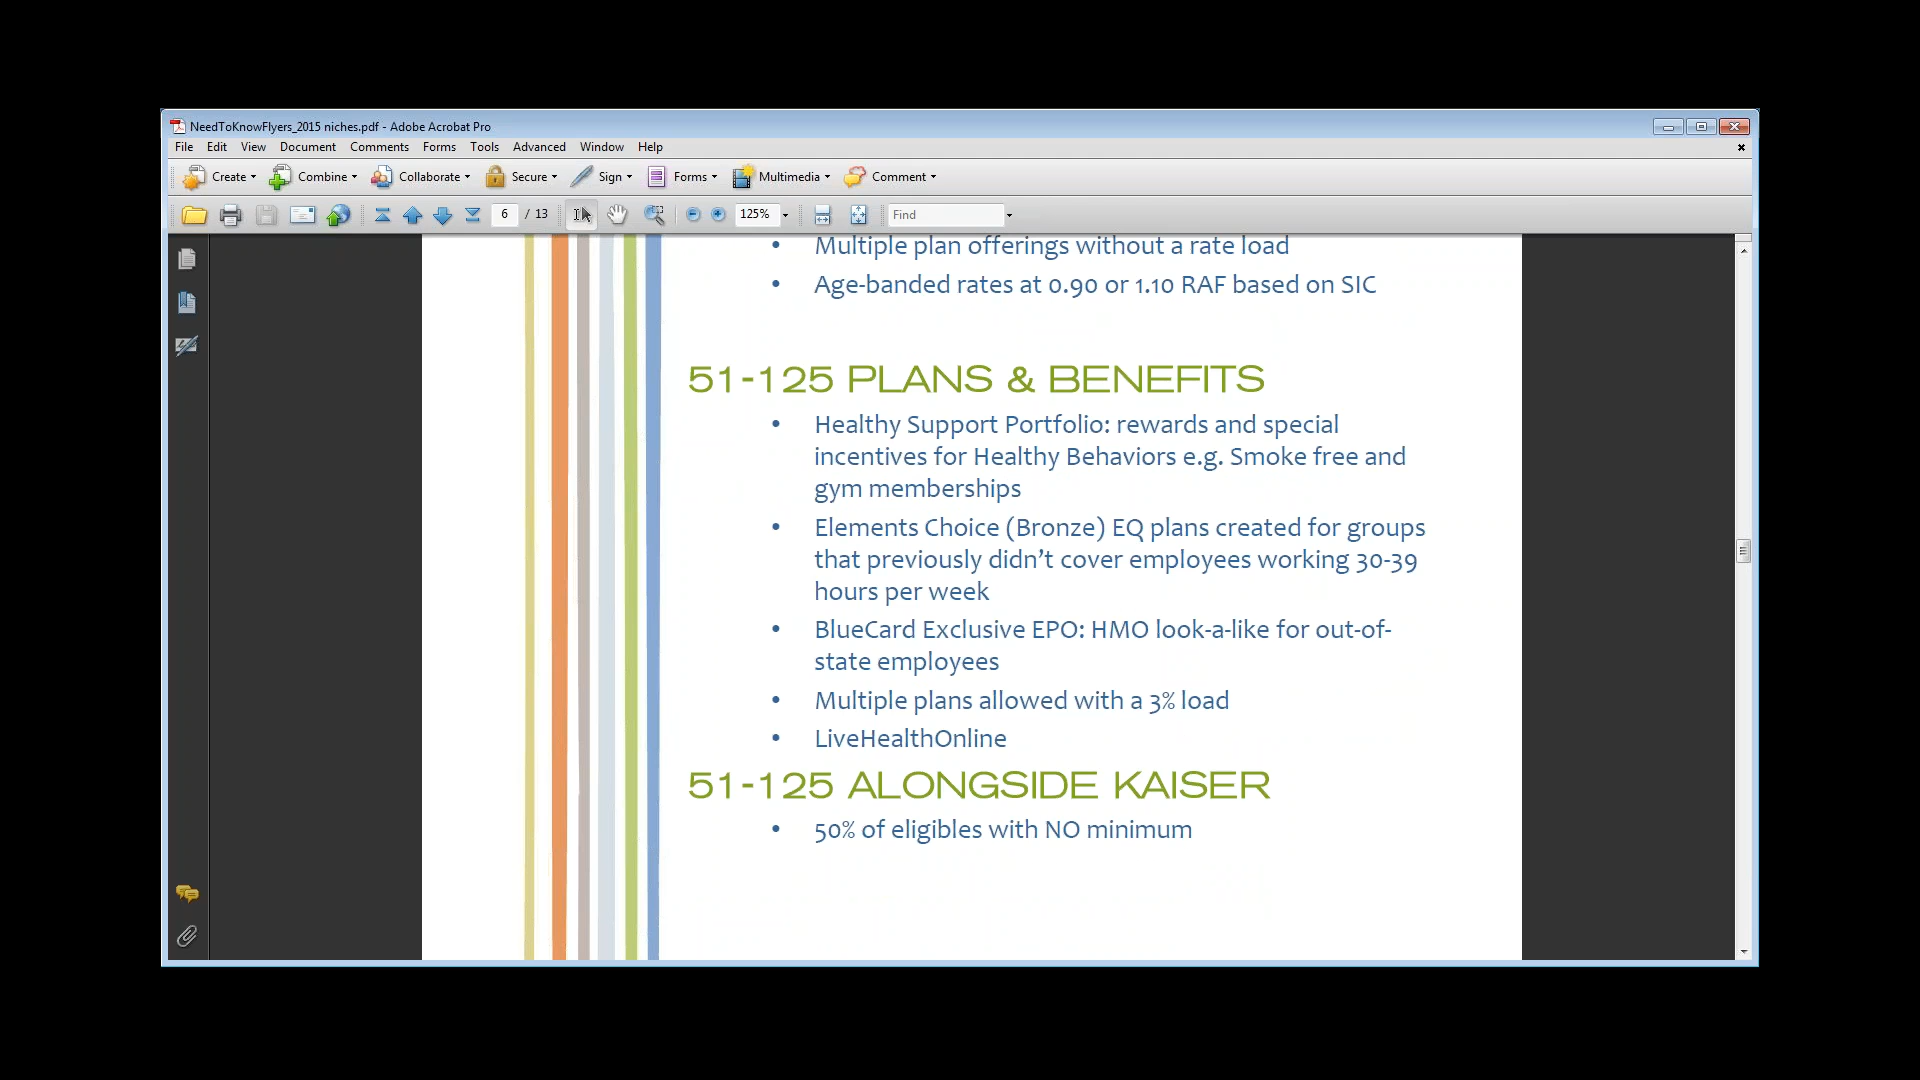 NeedToKnowFlyers_2015 niches.pdf - Adobe Acrobat Pro
File Edit View Document Comments Forms Tools Advanced Window Help
Create Combine Collaborate Secure Sign Forms Multimedia Comment
6 / 13 125% Find
• Multiple plan offerings without a rate load
• Age-banded rates at 0.90 or 1.10 RAF based on SIC
51-125 PLANS & BENEFITS
• Healthy Support Portfolio: rewards and special
incentives for Healthy Behaviors e.g. Smoke free and
gym memberships
• Elements Choice (Bronze) EQ plans created for groups
that previously didn’t cover employees working 30-39
hours per week
• BlueCard Exclusive EPO: HMO look-a-like for out-of-
state employees
• Multiple plans allowed with a 3% load
• LiveHealthOnline
51-125 ALONGSIDE KAISER
• 50% of eligibles with NO minimum